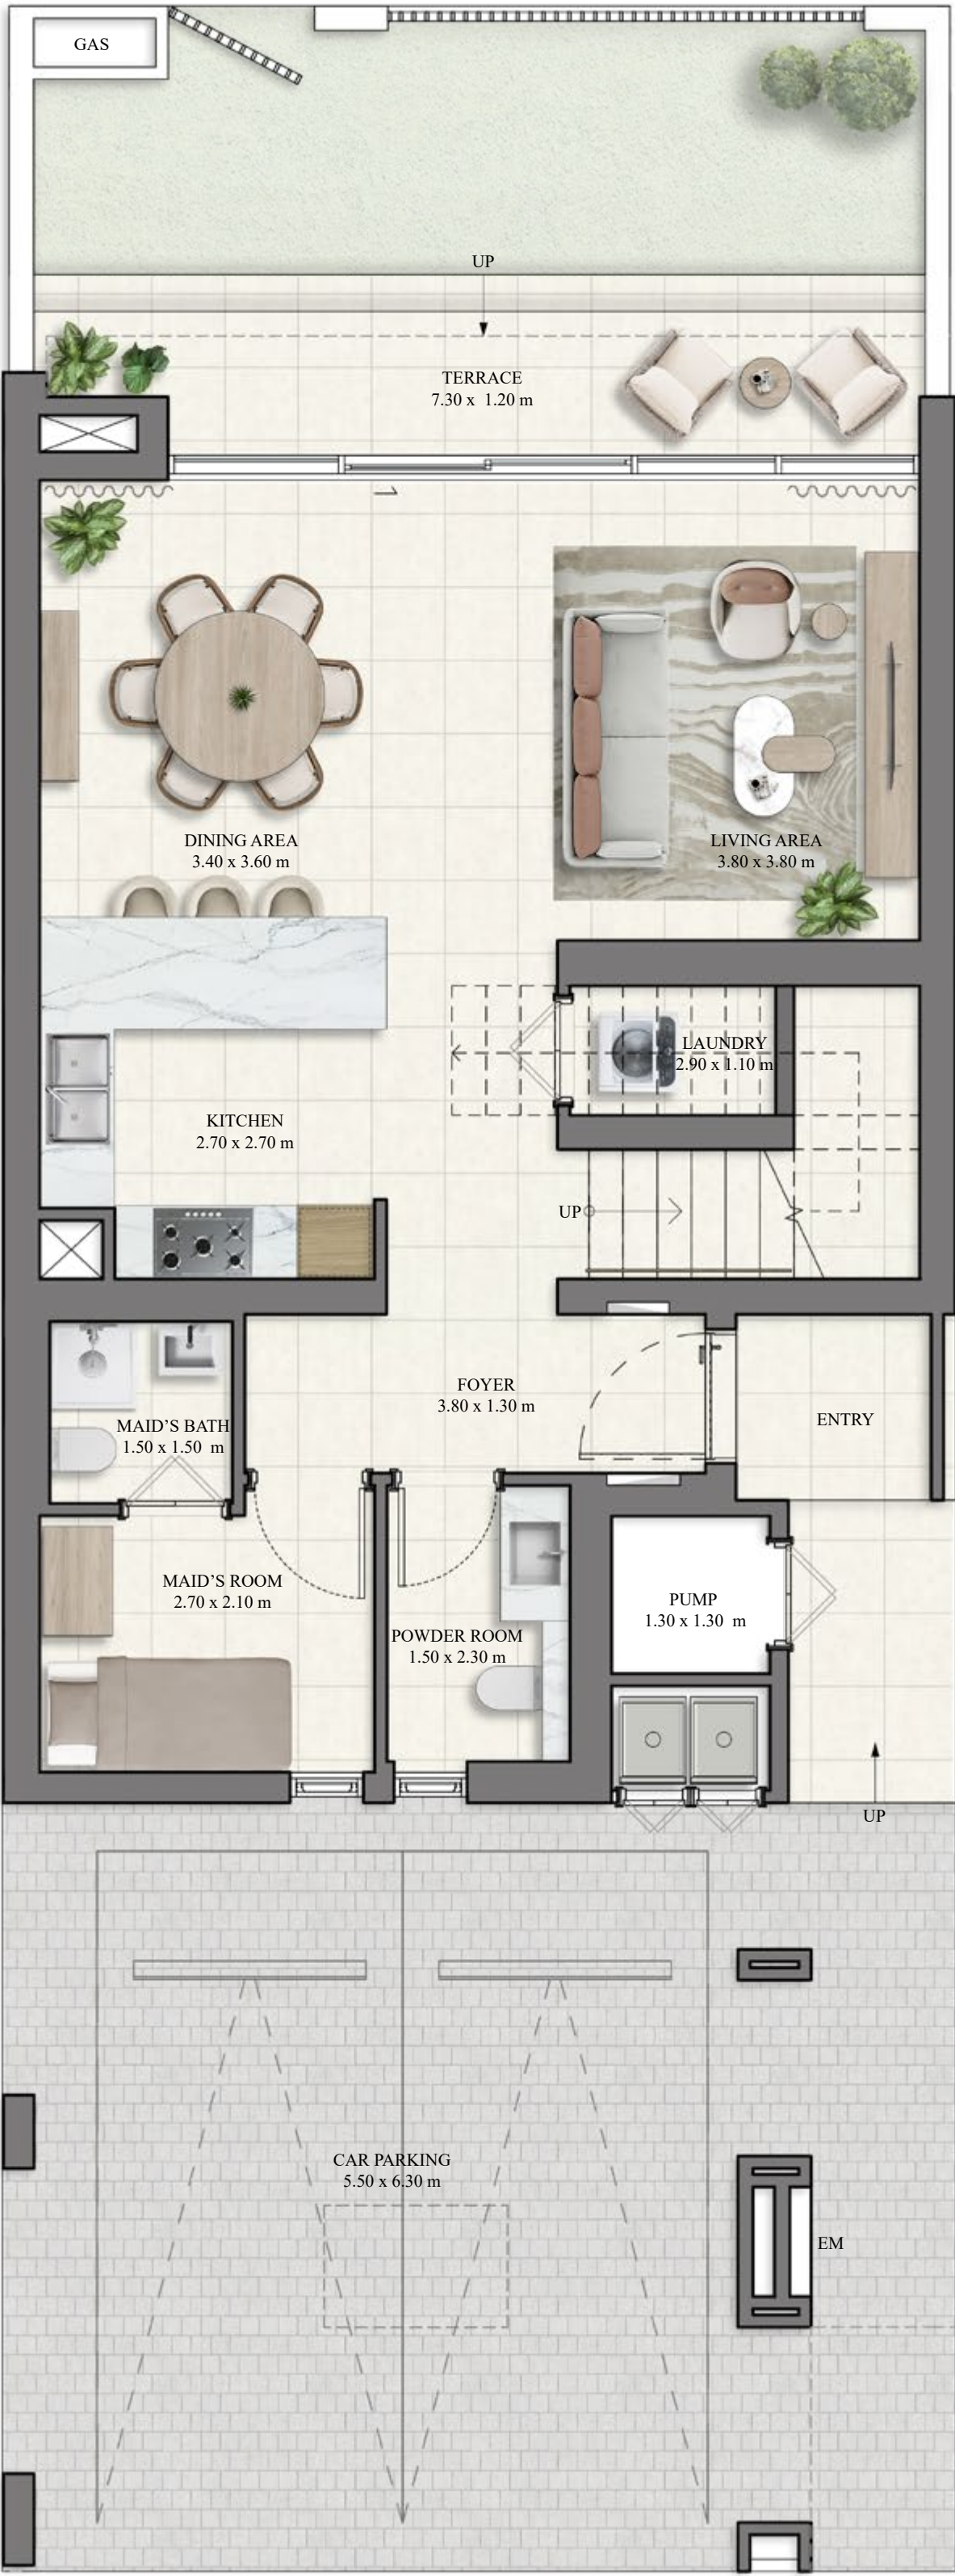 GAS
UP
TERRACE
7.30 x 1.20 m
DINING AREA
3.40 x 3.60 m
LIVING AREA
3.80 x 3.80 m
LAUNDRY
2.90 x 1.10 m
KITCHEN
2.70 x 2.70 m
UP
FOYER
3.80 x 1.30 m
ENTRY
MAID'S BATH
1.50 x 1.50 m
MAID'S ROOM
2.70 x 2.10 m
PUMP
1.30 x 1.30 m
POWDER ROOM
1.50 x 2.30 m
UP
CAR PARKING
5.50 x 6.30 m
EM